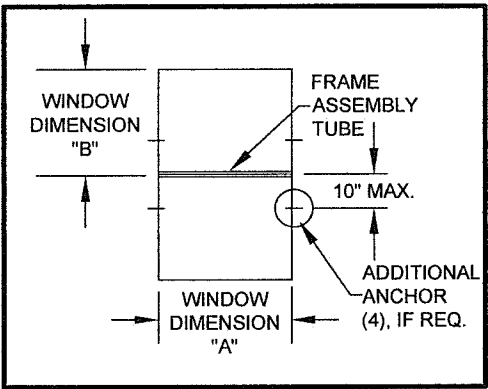 WINDOW
DIMENSION
"B"
FRAME
ASSEMBLY
TUBE
10" MAX.
ADDITIONAL
ANCHOR
(4), IF REQ.
WINDOW
DIMENSION
"A"